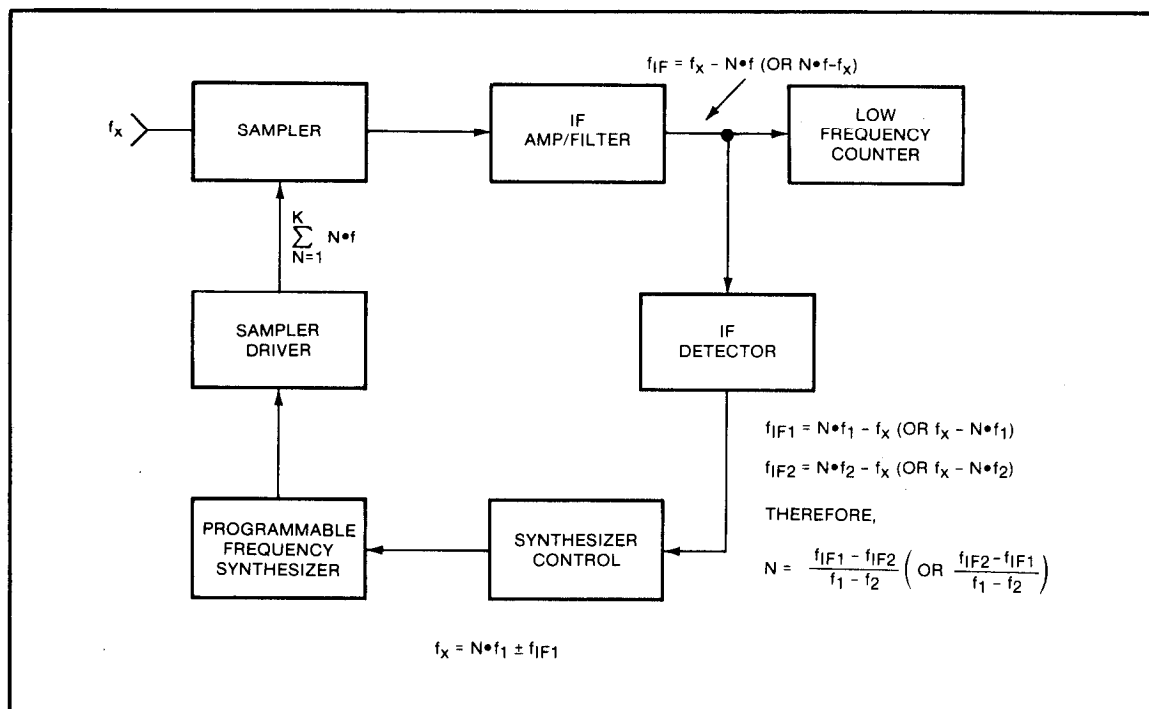 f_IF = f_x – N•f (OR N•f–f_x)
f_x
SAMPLER
IF
AMP/FILTER
LOW
FREQUENCY
COUNTER
K
∑ N•f
N=1
SAMPLER
DRIVER
IF
DETECTOR
f_IF1 = N•f_1 – f_x (OR f_x – N•f_1)
f_IF2 = N•f_2 – f_x (OR f_x – N•f_2)
THEREFORE,
N = (f_IF1 – f_IF2)/(f_1 – f_2) (OR (f_IF2–f_IF1)/(f_1 – f_2))
PROGRAMMABLE
FREQUENCY
SYNTHESIZER
SYNTHESIZER
CONTROL
f_x = N•f_1 ± f_IF1